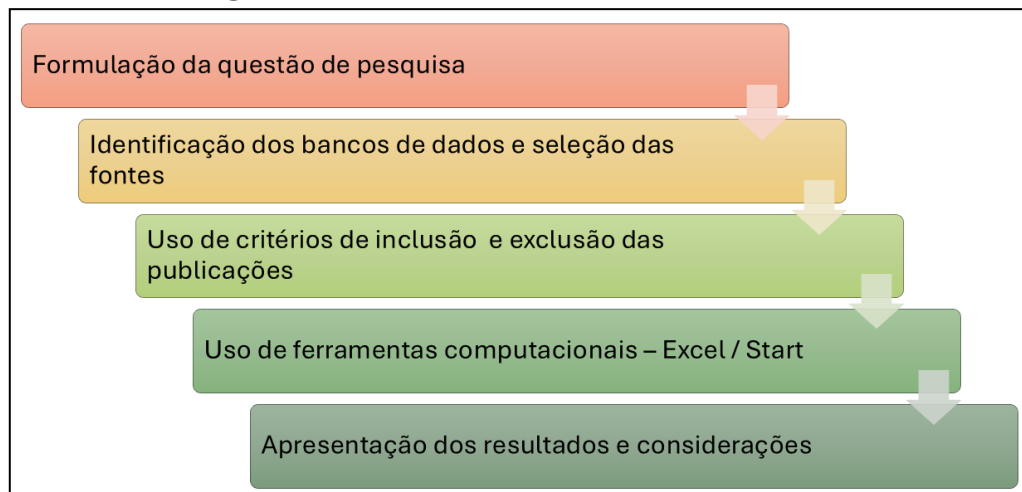 Formulação da questão de pesquisa
Identificação dos bancos de dados e seleção das
fontes
Uso de critérios de inclusão e exclusão das
publicações
Uso de ferramentas computacionais – Excel / Start
Apresentação dos resultados e considerações